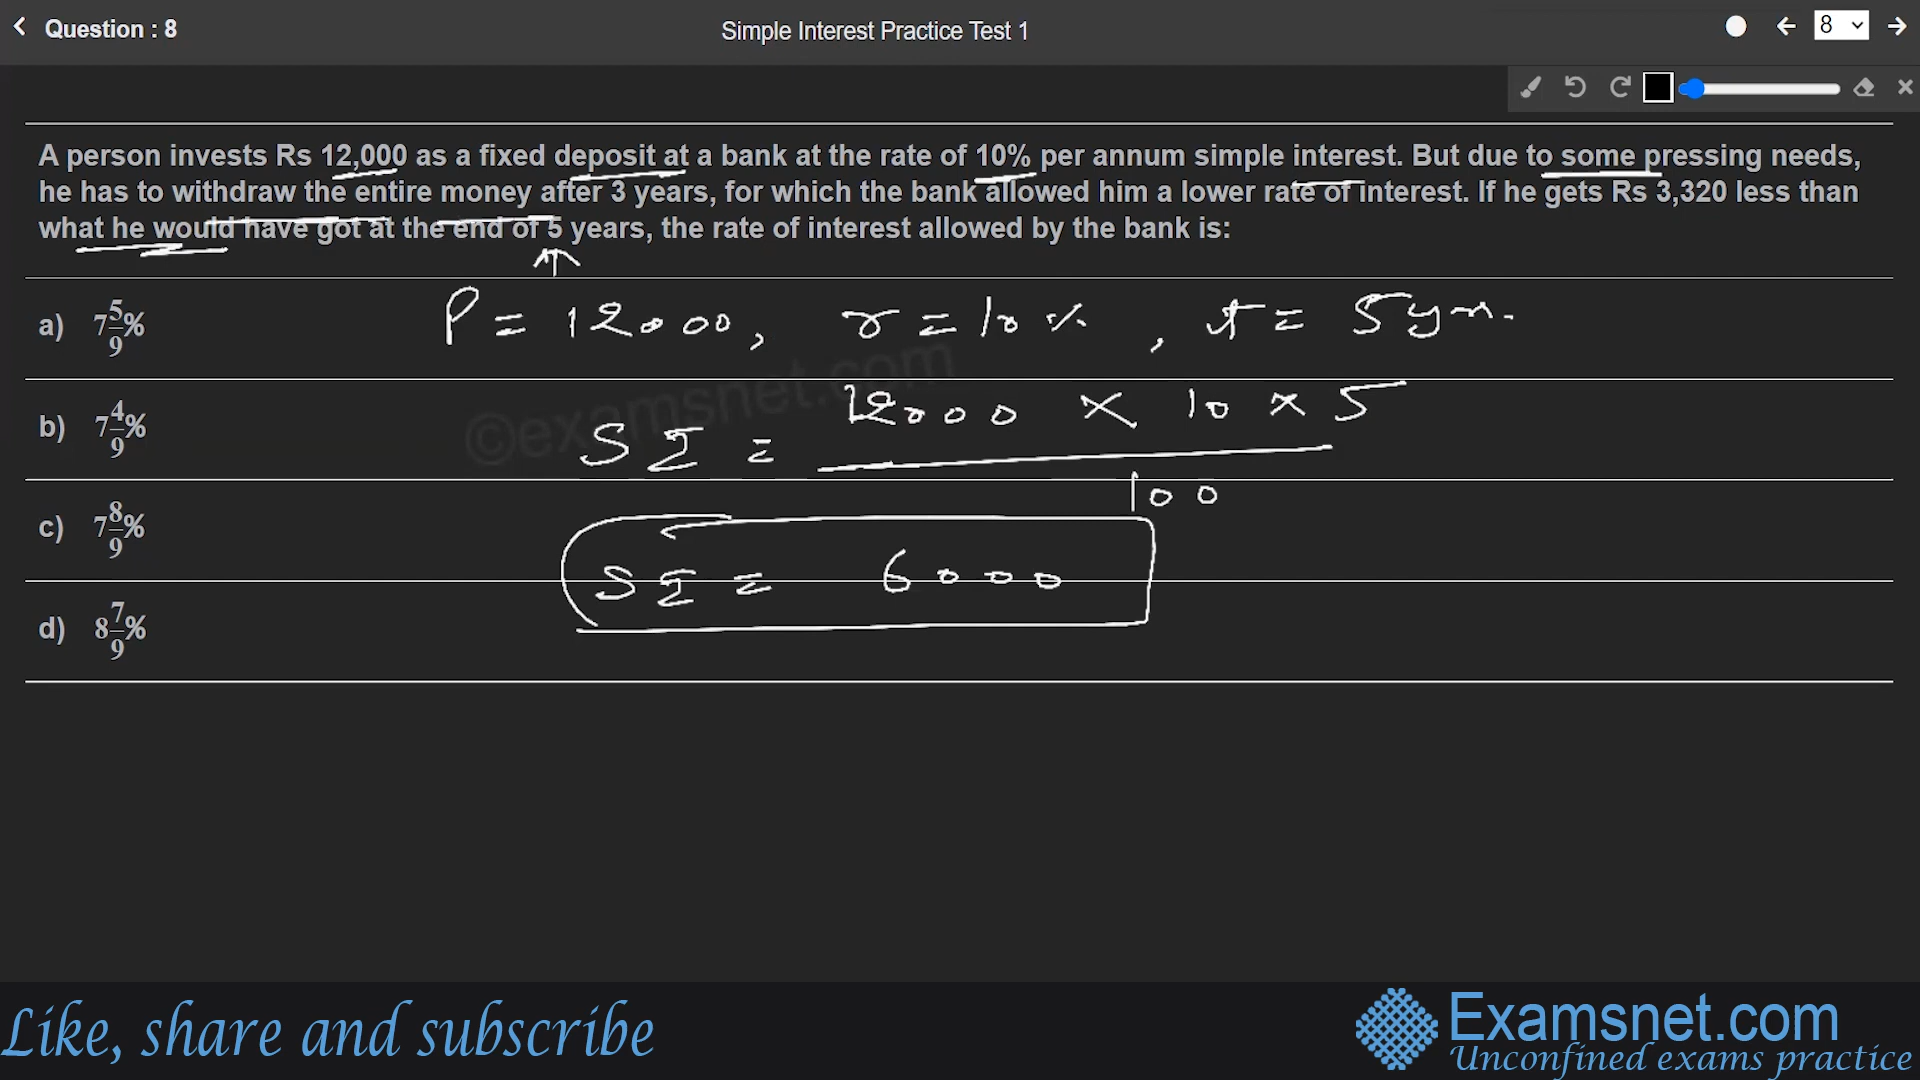 Question : 8
Simple Interest Practice Test 1
8
A person invests Rs 12,000 as a fixed deposit at a bank at the rate of 10% per annum simple interest. But due to some pressing needs,
he has to withdraw the entire money after 3 years, for which the bank allowed him a lower rate of interest. If he gets Rs 3,320 less than
what he would have got at the end of 5 years, the rate of interest allowed by the bank is:
a) 7 5/9%
P = 12000, r = 10%, t = 5 yrs.
b) 7 4/9%
SI = 12000 × 10 × 5 / 100
c) 7 8/9%
SI = 6000
d) 8 7/9%
©examsnet.com
Like, share and subscribe
Examsnet.com
Unconfined exams practice